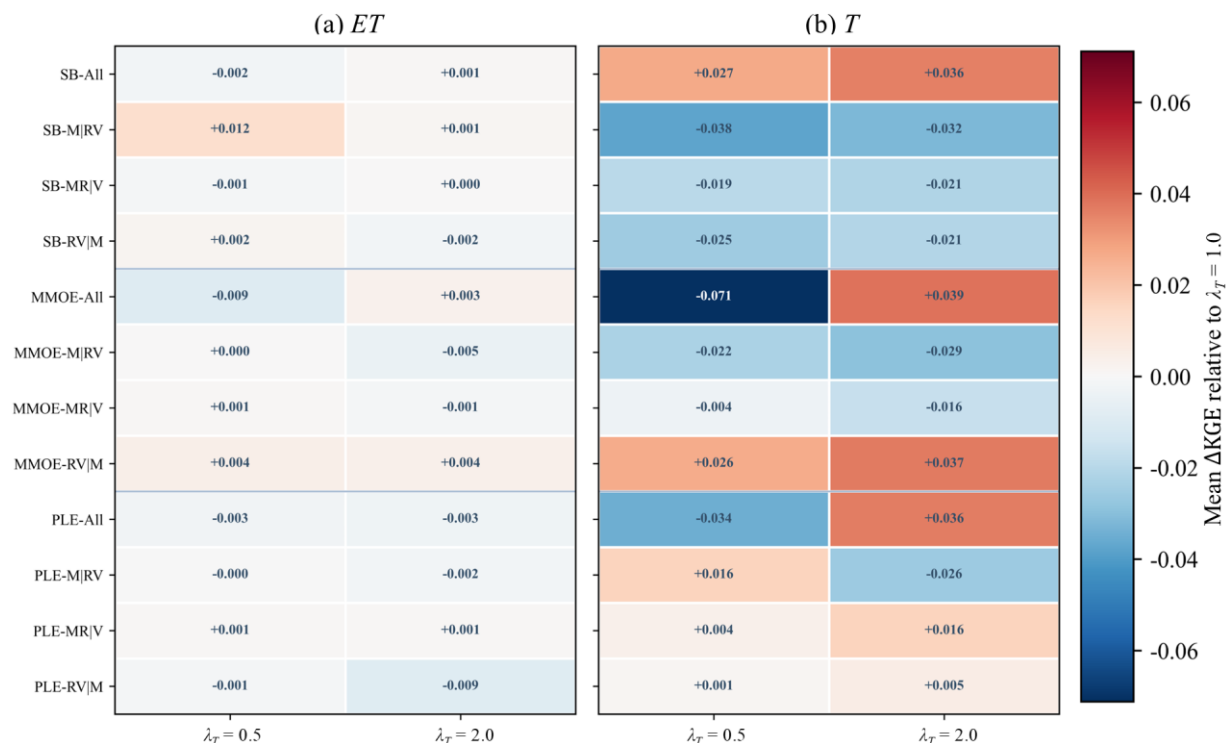 (a) ET (b) T
SB-All -0.002 +0.001 +0.027 +0.036
SB-M|RV +0.012 +0.001 -0.038 -0.032
SB-MR|V -0.001 +0.000 -0.019 -0.021
SB-RV|M +0.002 -0.002 -0.025 -0.021
MMOE-All -0.009 +0.003 -0.071 +0.039
MMOE-M|RV +0.000 -0.005 -0.022 -0.029
MMOE-MR|V +0.001 -0.001 -0.004 -0.016
MMOE-RV|M +0.004 +0.004 +0.026 +0.037
PLE-All -0.003 -0.003 -0.034 +0.036
PLE-M|RV -0.000 -0.002 +0.016 -0.026
PLE-MR|V +0.001 +0.001 +0.004 +0.016
PLE-RV|M -0.001 -0.009 +0.001 +0.005
λT = 0.5 λT = 2.0 λT = 0.5 λT = 2.0
0.06
0.04
0.02
0.00
-0.02
-0.04
-0.06
Mean ΔKGE relative to λT = 1.0